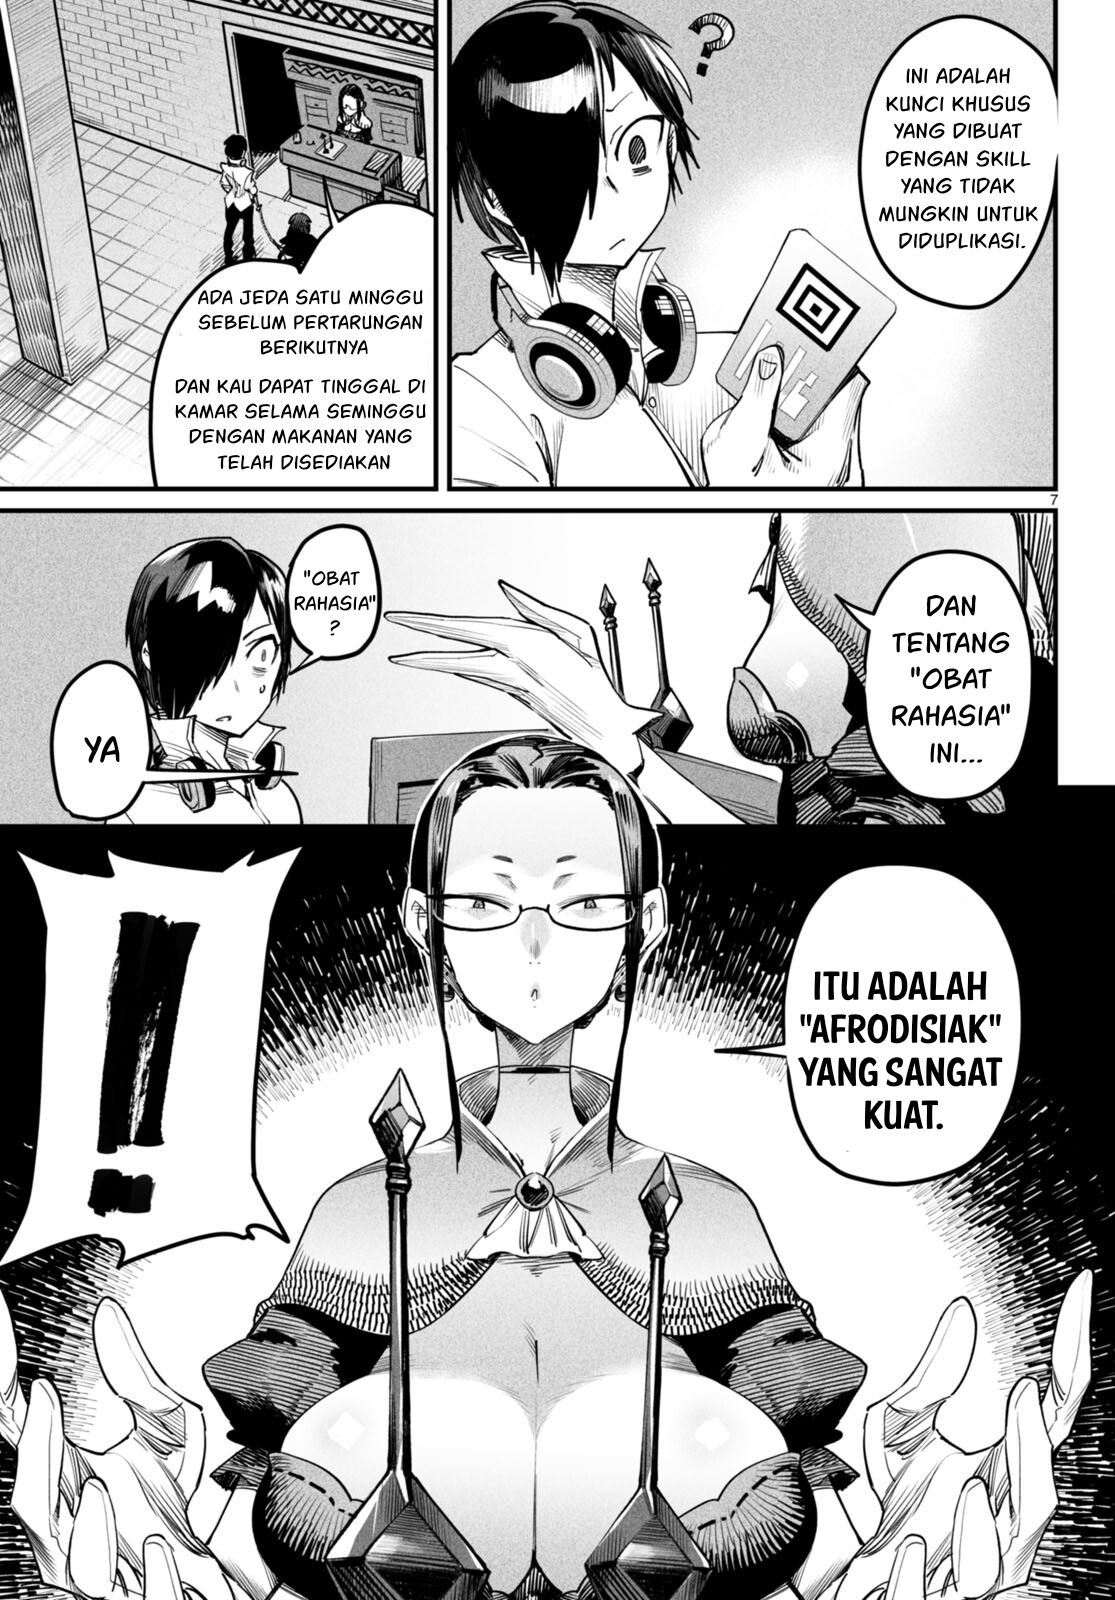 ?
INI ADALAH
KUNCI KHUSUS
YANG DIBUAT
DENGAN SKILL
YANG TIDAK
MUNGKIN UNTUK
DIDUPLIKASI.
ADA JEDA SATU MINGGU
SEBELUM PERTARUNGAN
BERIKUTNYA
DAN KAU DAPAT TINGGAL DI
KAMAR SELAMA SEMINGGU
DENGAN MAKANAN YANG
TELAH DISEDIAKAN
7
DAN
TENTANG
"OBAT
RAHASIA"
INI...
"OBAT
RAHASIA"
?
YA
ITU ADALAH
"AFRODISIAK"
YANG SANGAT
KUAT.
!